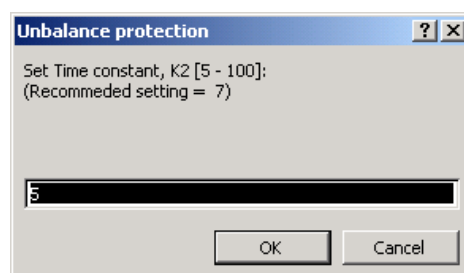 Unbalance protection
Set Time constant, K2 [5 - 100]:
(Recommeded setting = 7)
5
OK Cancel